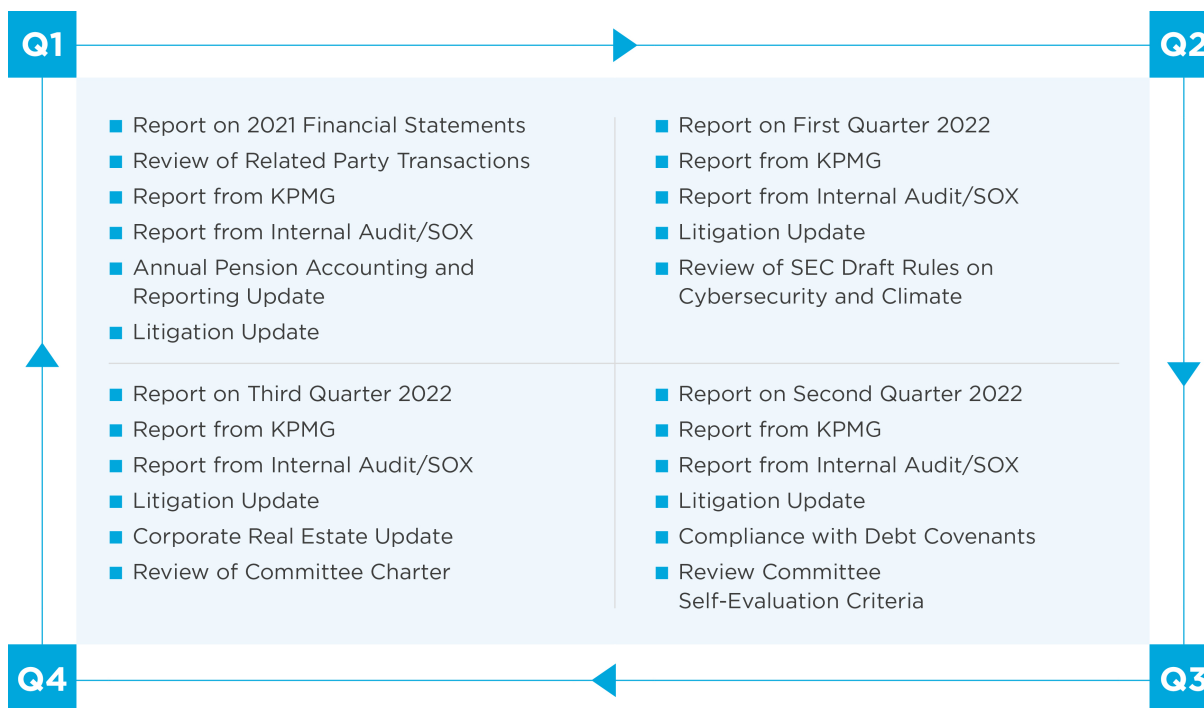 Q1
Q2
■ Report on 2021 Financial Statements
■ Review of Related Party Transactions
■ Report from KPMG
■ Report from Internal Audit/SOX
■ Annual Pension Accounting and
Reporting Update
■ Litigation Update
■ Report on First Quarter 2022
■ Report from KPMG
■ Report from Internal Audit/SOX
■ Litigation Update
■ Review of SEC Draft Rules on
Cybersecurity and Climate
■ Report on Third Quarter 2022
■ Report from KPMG
■ Report from Internal Audit/SOX
■ Litigation Update
■ Corporate Real Estate Update
■ Review of Committee Charter
■ Report on Second Quarter 2022
■ Report from KPMG
■ Report from Internal Audit/SOX
■ Litigation Update
■ Compliance with Debt Covenants
■ Review Committee
Self-Evaluation Criteria
Q4
Q3